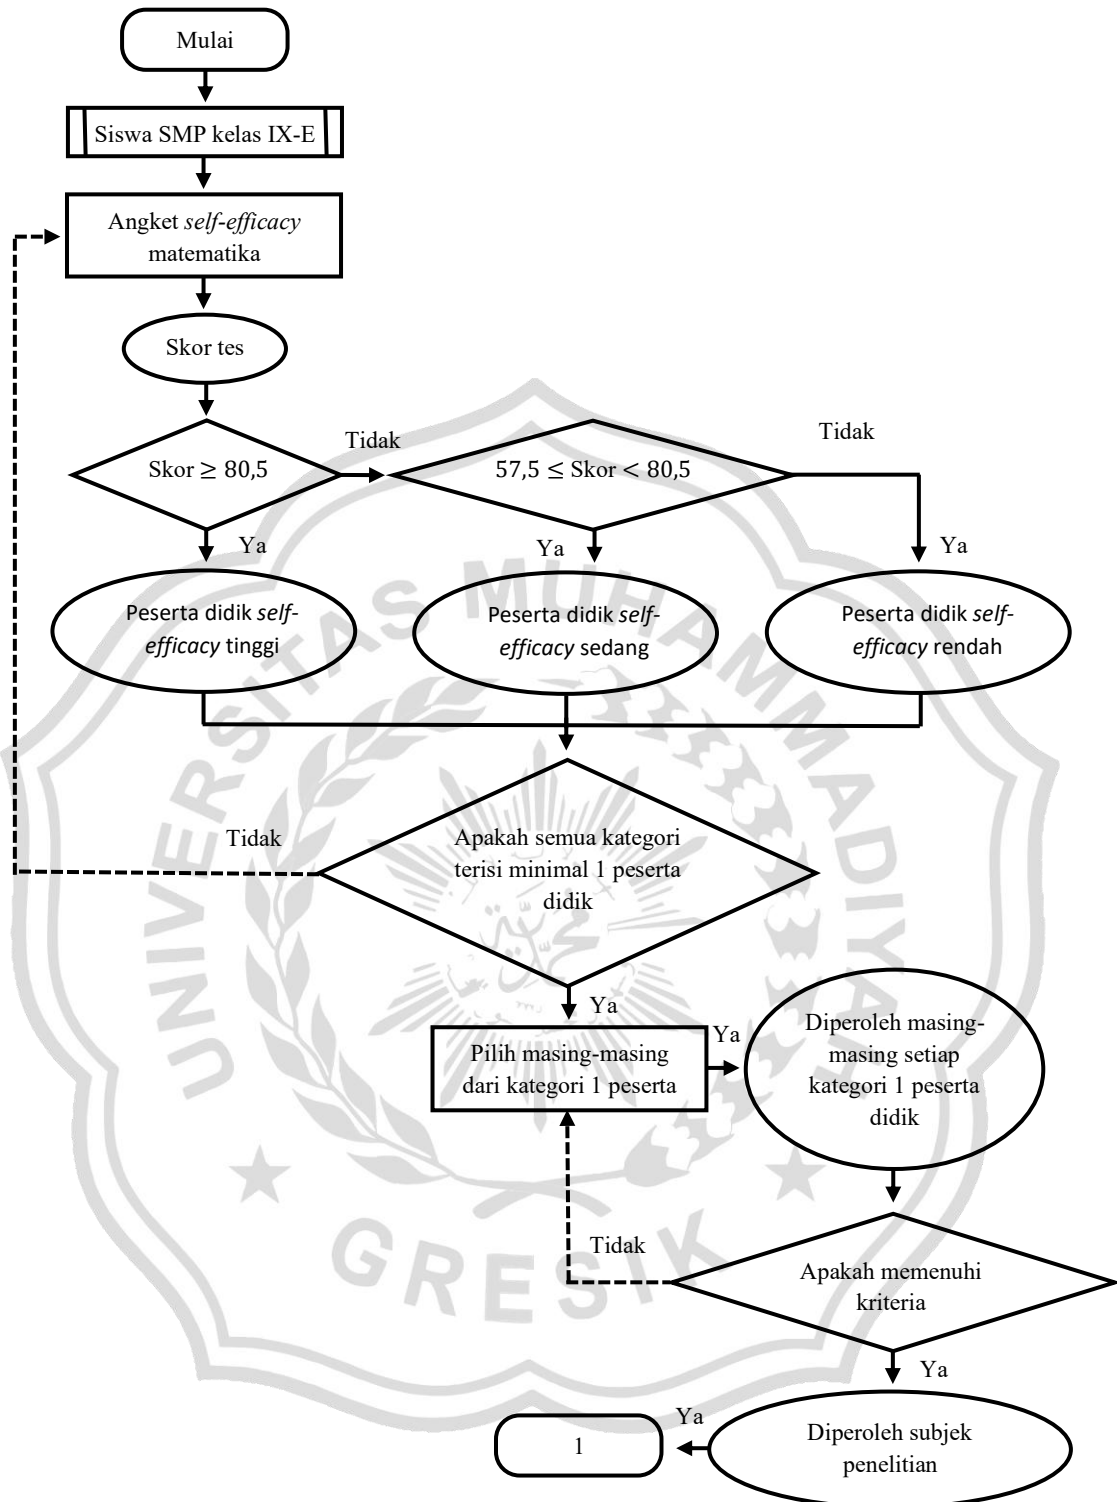 Mulai
Siswa SMP kelas IX-E
Angket self-efficacy
matematika
Skor tes
Skor ≥ 80,5
Tidak
57,5 ≤ Skor < 80,5
Tidak
Ya
Ya
Ya
Peserta didik self-
efficacy tinggi
Peserta didik self-
efficacy sedang
Peserta didik self-
efficacy rendah
Tidak
Apakah semua kategori
terisi minimal 1 peserta
didik
Ya
Pilih masing-masing
dari kategori 1 peserta
Ya
Diperoleh masing-
masing setiap
kategori 1 peserta
didik
Tidak
Apakah memenuhi
kriteria
Ya
Diperoleh subjek
penelitian
Ya
1
UNIVERSITAS MUHAMMADIYAH
GRESIK